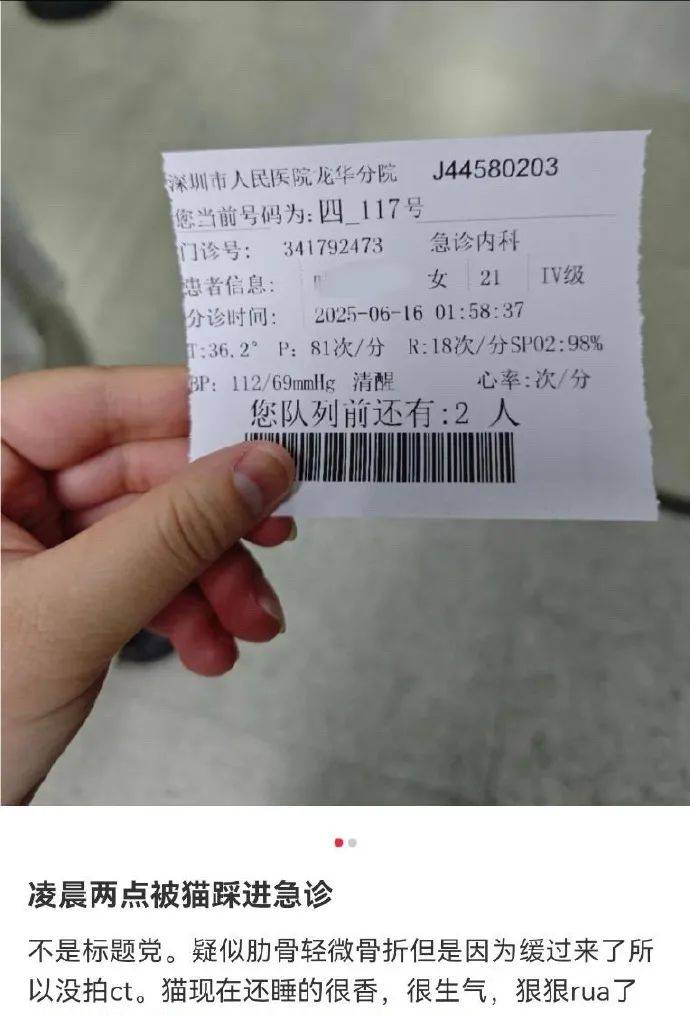 深圳市人民医院龙华分院 J44580203
您当前号码为:四_117号
门诊号: 341792473 急诊内科
患者信息: 女 21 IV级
分诊时间: 2025-06-16 01:58:37
T:36.2° P: 81次/分 R:18次/分SPO2:98%
BP: 112/69mmHg 清醒 心率:次/分
您队列前还有:2 人
凌晨两点被猫踩进急诊
不是标题党。疑似肋骨轻微骨折但是因为缓过来了所
以没拍ct。猫现在还睡的很香，很生气，狠狠rua了